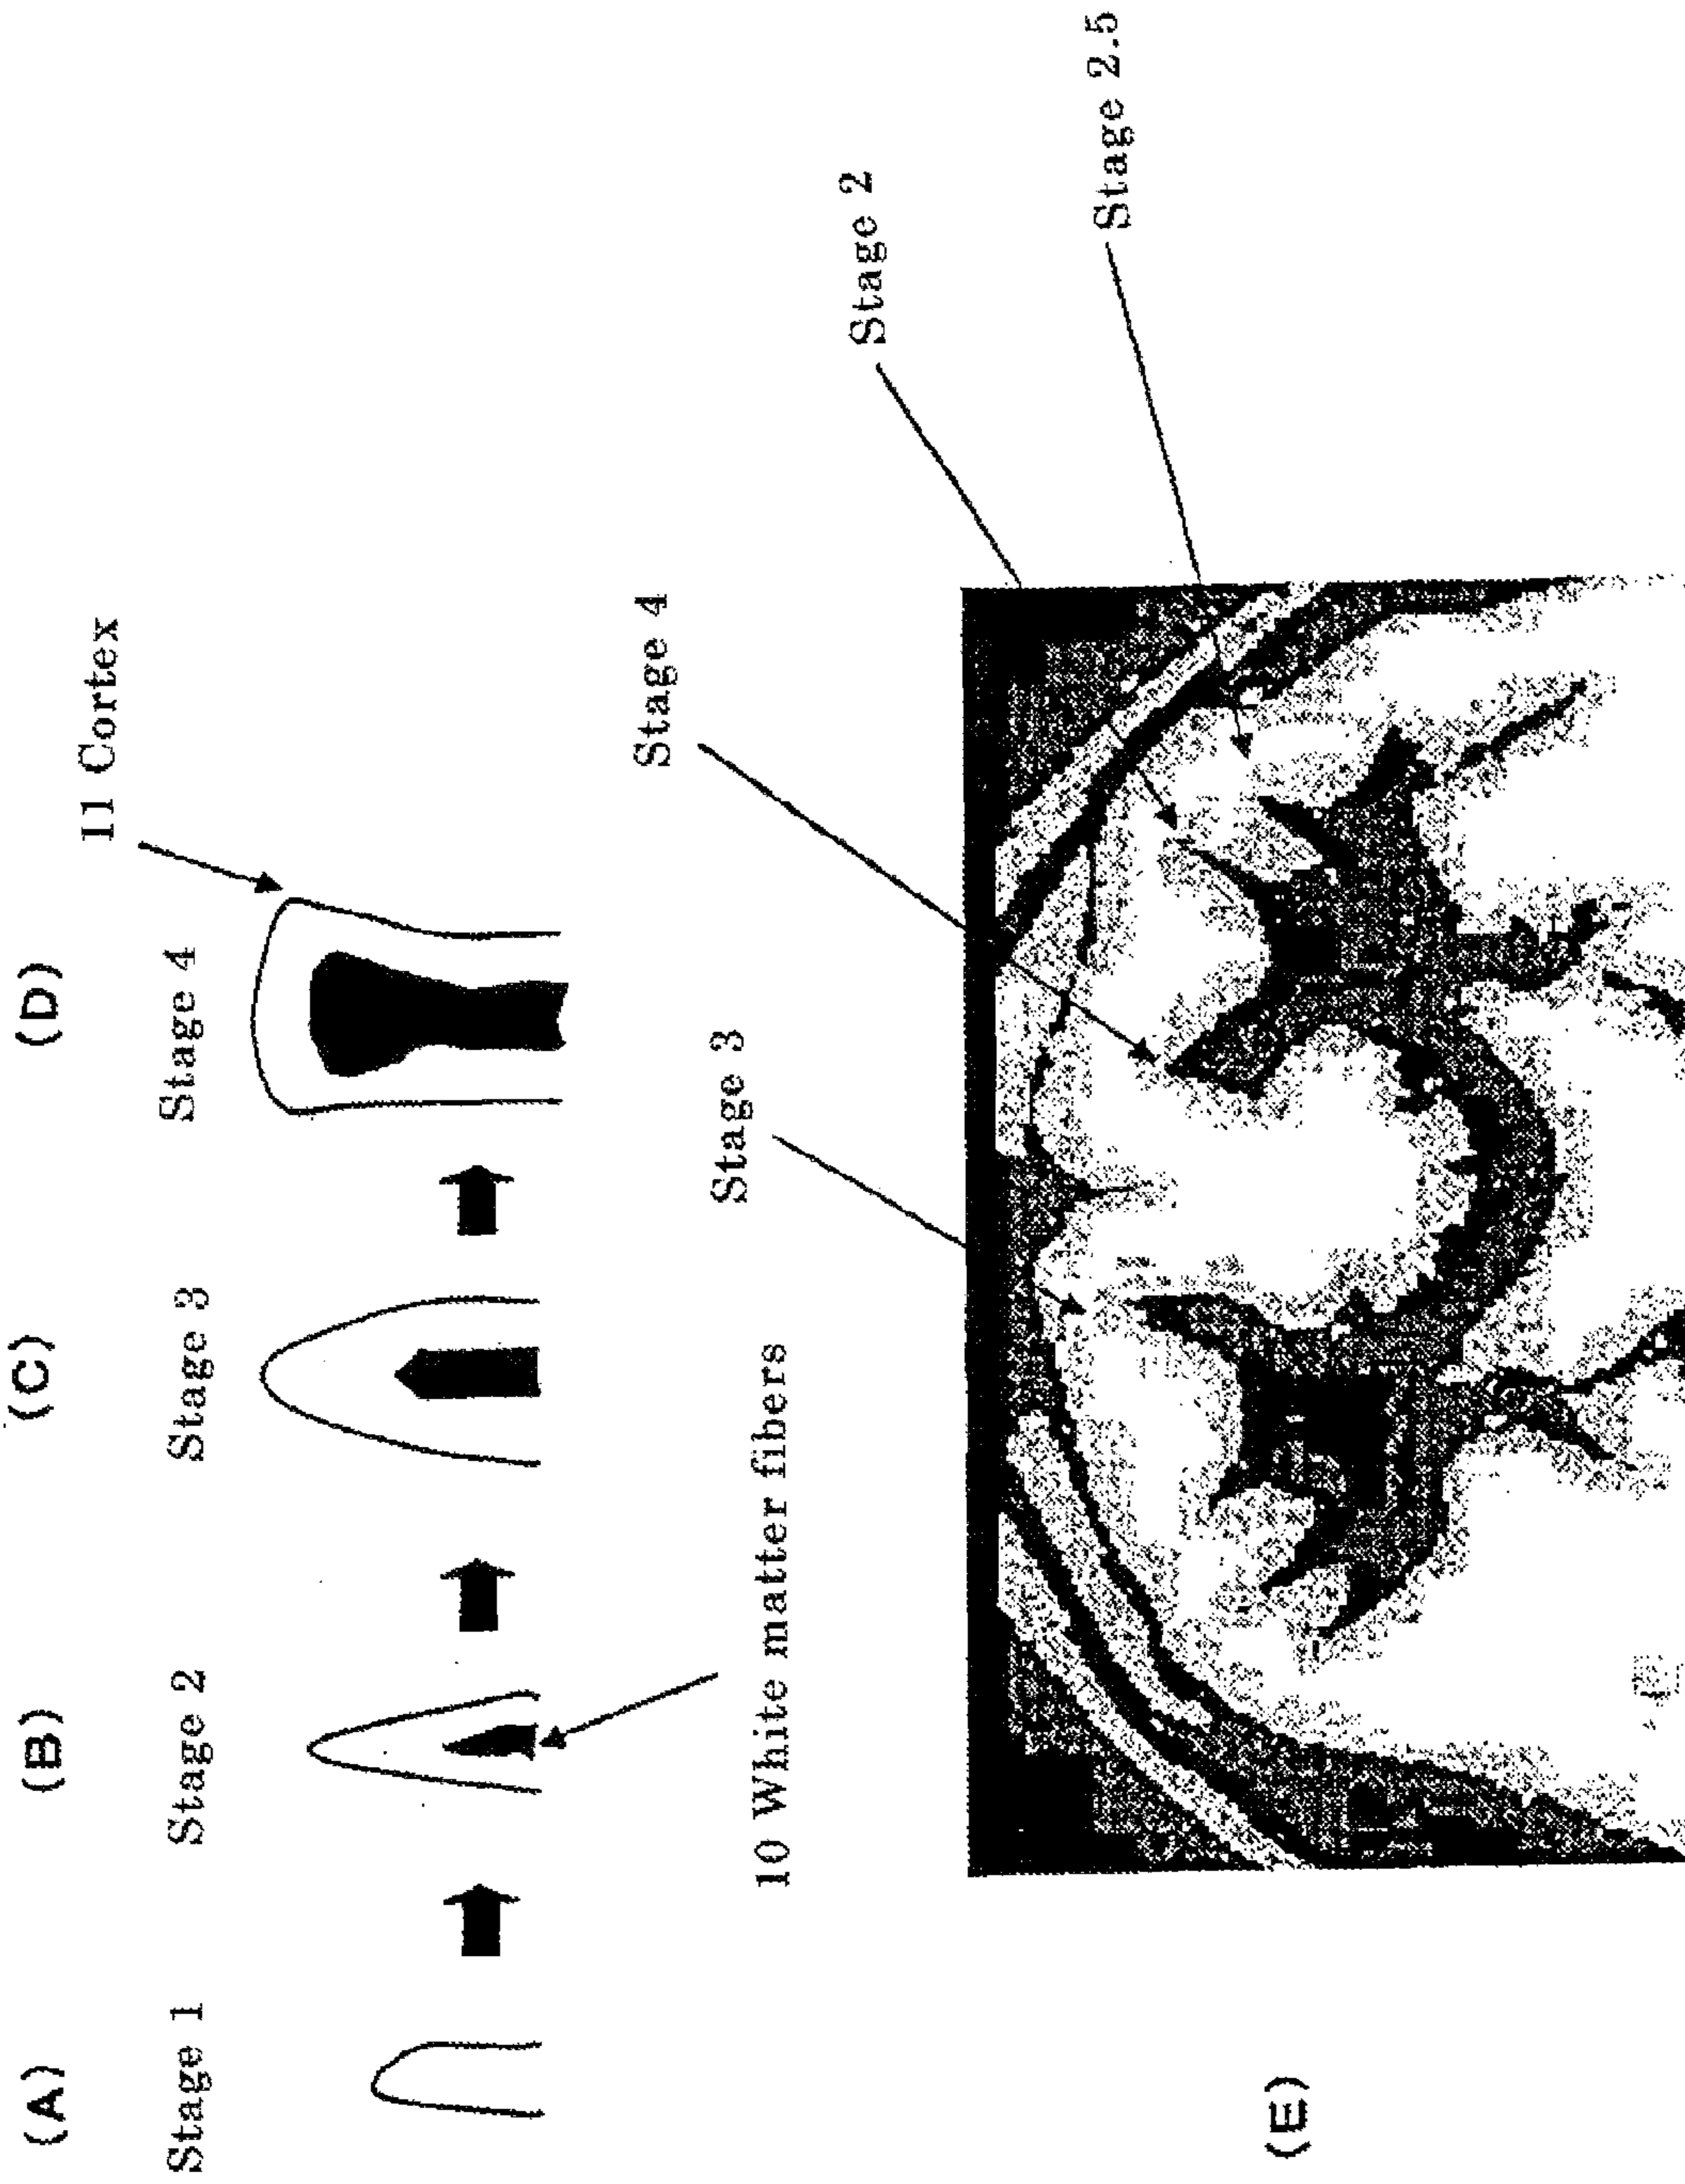 (A)
(B)
(C)
(D)
Stage 1
Stage 2
Stage 3
Stage 4
11 Cortex
10 White matter fibers
Stage 3
Stage 4
Stage 2
Stage 2.5
(E)